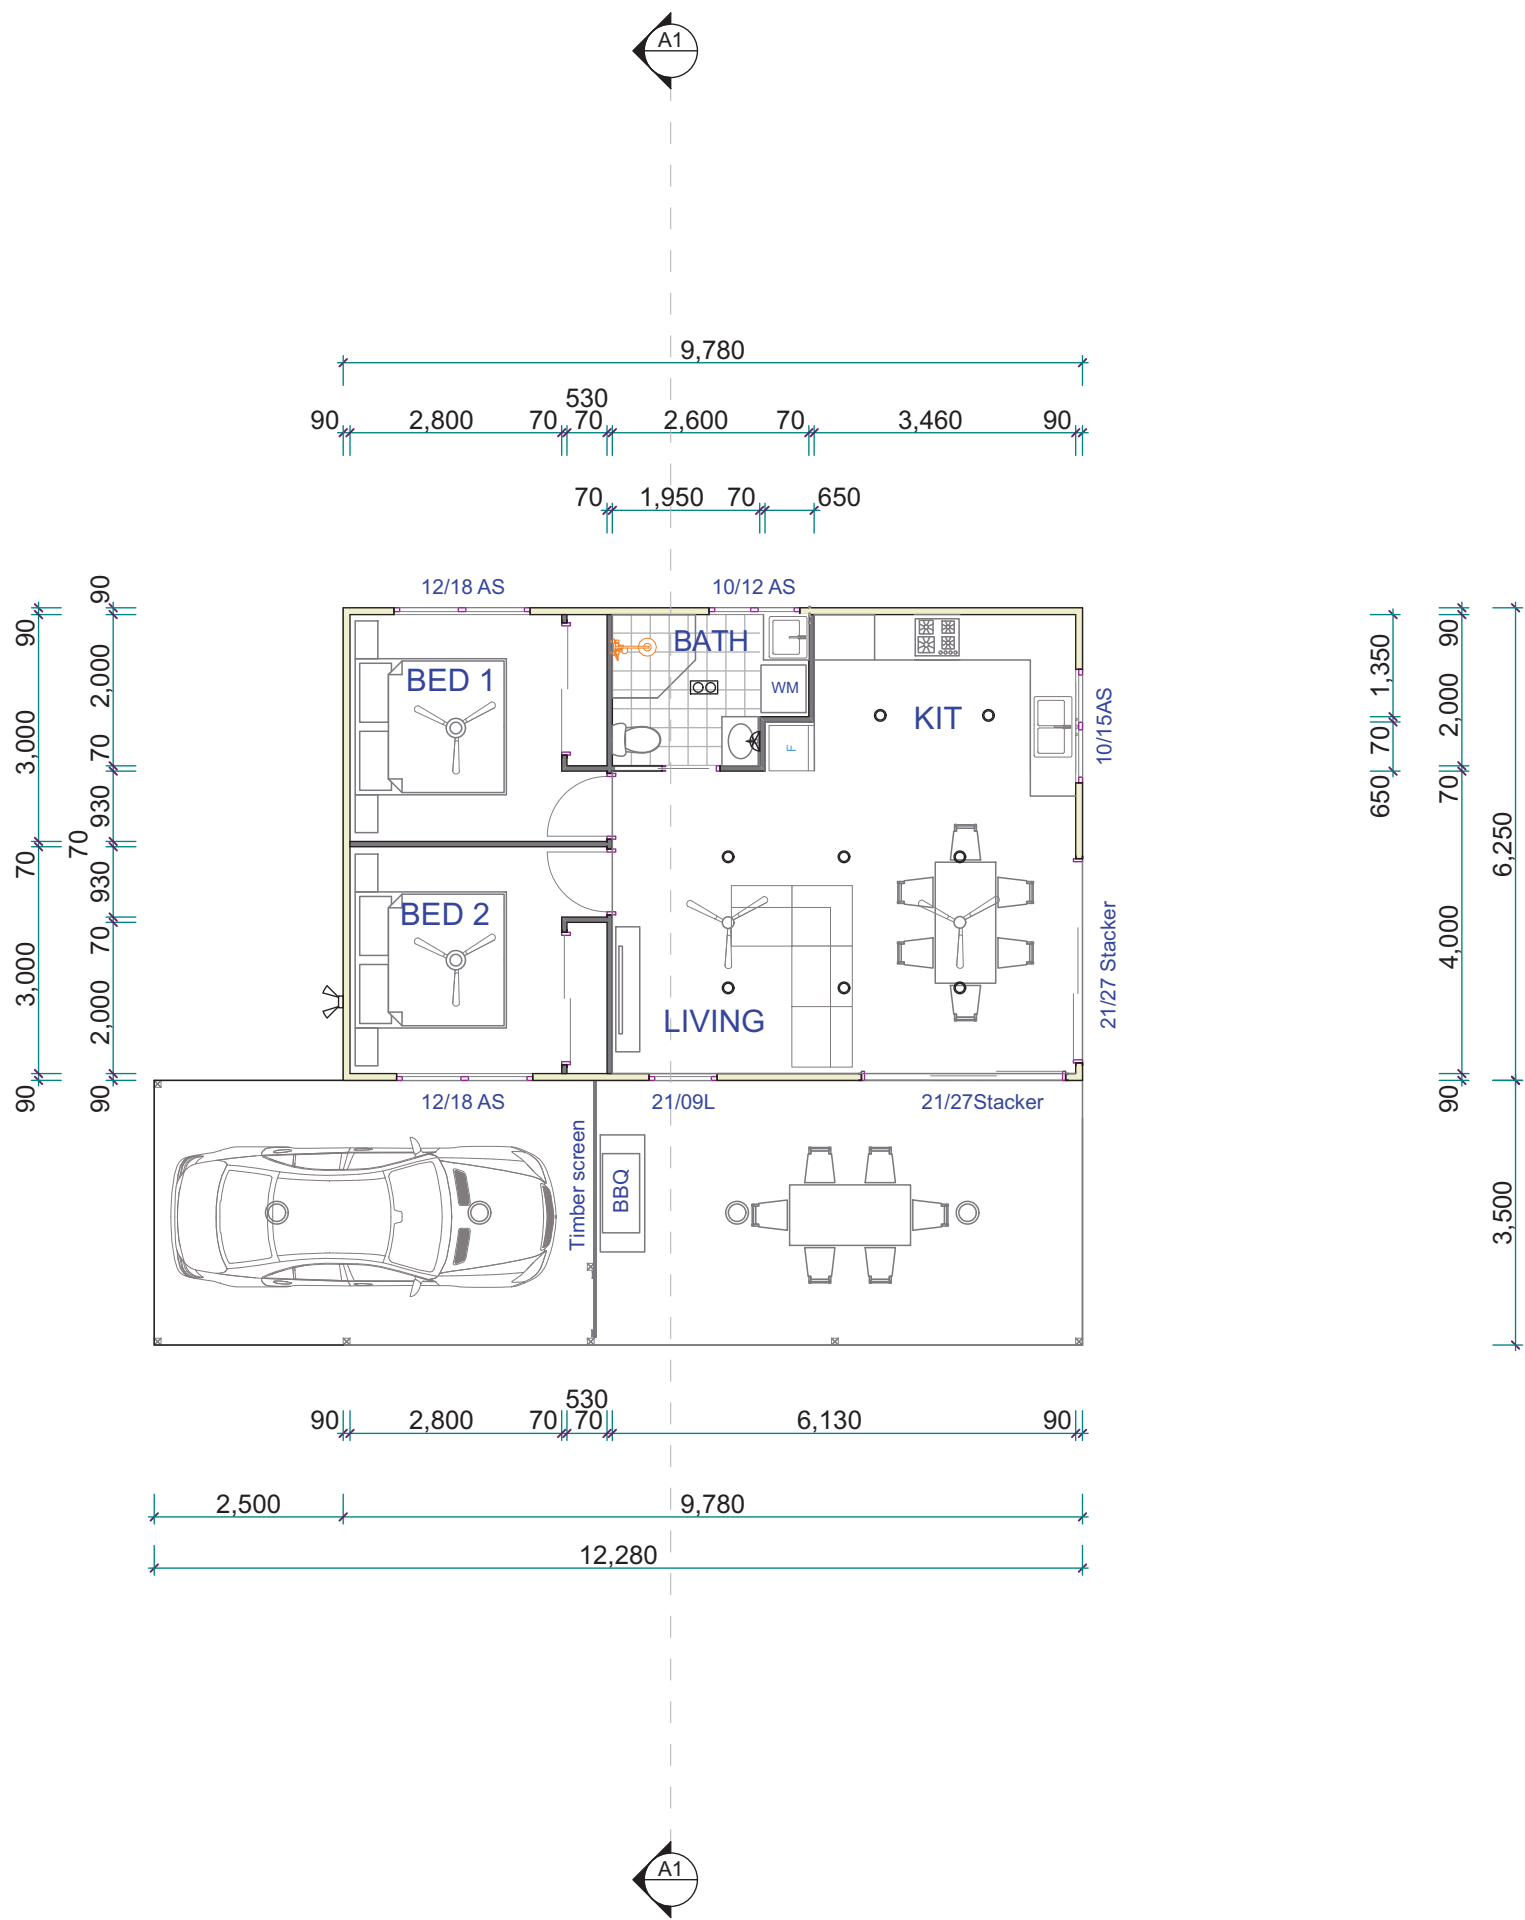 A1
9,780
530
90 2,800 70 70 2,600 70 3,460 90
70 1,950 70 650
12/18 AS
10/12 AS
90
2,000
70
930
70
930
70
2,000
90
90
3,000
70
3,000
90
BED 1
BATH
WM
F
KIT
10/15AS
BED 2
LIVING
21/27 Stacker
1,350
70
650
90
2,000
70
4,000
90
6,250
3,500
12/18 AS
21/09L
21/27Stacker
Timber screen
BBQ
530
90 2,800 70 70 6,130 90
2,500 9,780
12,280
A1